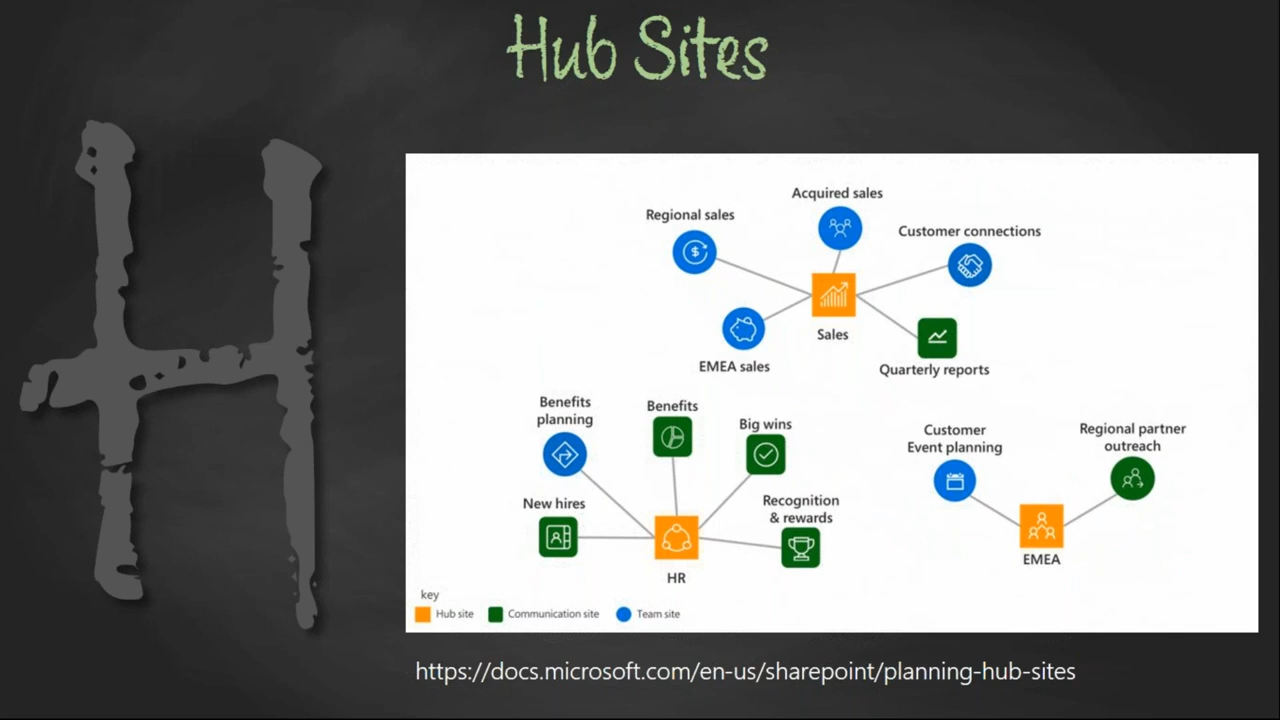 Hub Sites
H
Acquired sales
Regional sales
Customer connections
Sales
EMEA sales
Quarterly reports
Benefits
planning
Benefits
Big wins
New hires
Recognition
& rewards
HR
Customer
Event planning
Regional partner
outreach
EMEA
key
Hub site
Communication site
Team site
https://docs.microsoft.com/en-us/sharepoint/planning-hub-sites